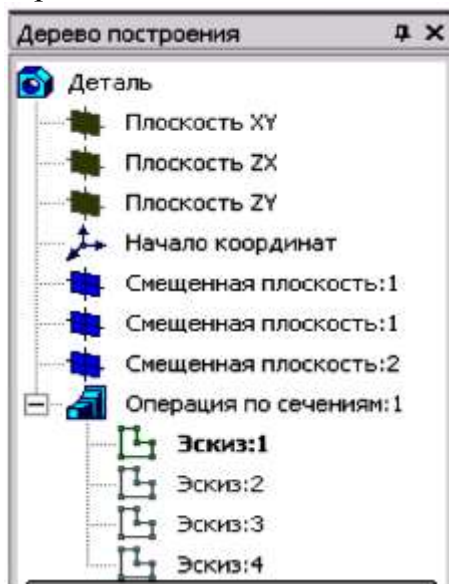 Дерево построения
Деталь
Плоскость XY
Плоскость ZX
Плоскость ZY
Начало координат
Смещенная плоскость:1
Смещенная плоскость:1
Смещенная плоскость:2
Операция по сечениям:1
Эскиз:1
Эскиз:2
Эскиз:3
Эскиз:4